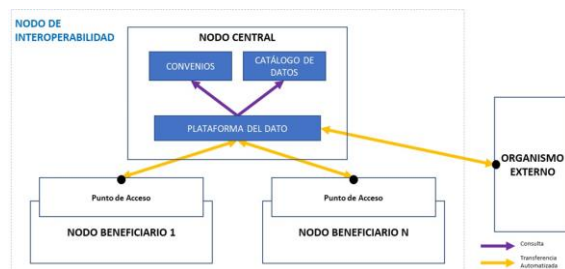 NODO DE
INTEROPERABILIDAD
NODO CENTRAL
CONVENIOS
CATÁLOGO DE
DATOS
PLATAFORMA DEL DATO
ORGANISMO
EXTERNO
Punto de Acceso
Punto de Acceso
NODO BENEFICIARIO 1
NODO BENEFICIARIO N
Consulta
Transferencia
Automatizada